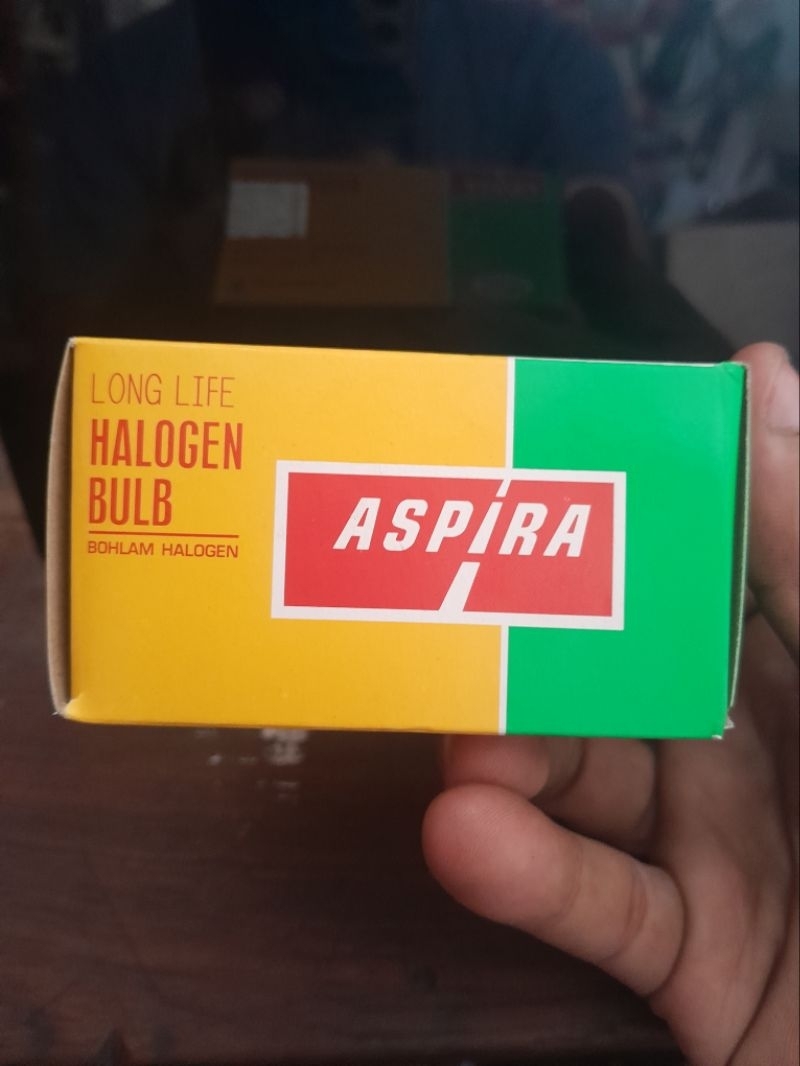 LONG LIFE
HALOGEN
BULB
BOHLAM HALOGEN
ASPIRA